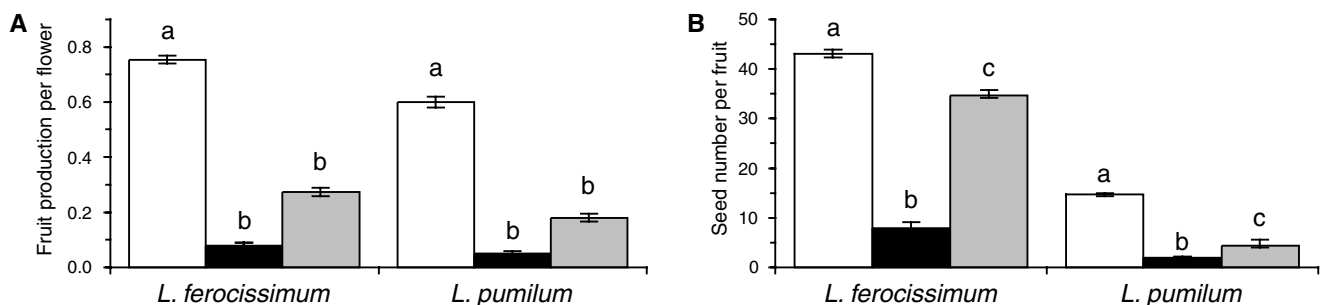 A
Fruit production per flower
0.8
0.6
0.4
0.2
0.0
a
b
b
a
b
b
L. ferocissimum
L. pumilum
B
Seed number per fruit
50
40
30
20
10
0
a
b
c
a
b
c
L. ferocissimum
L. pumilum